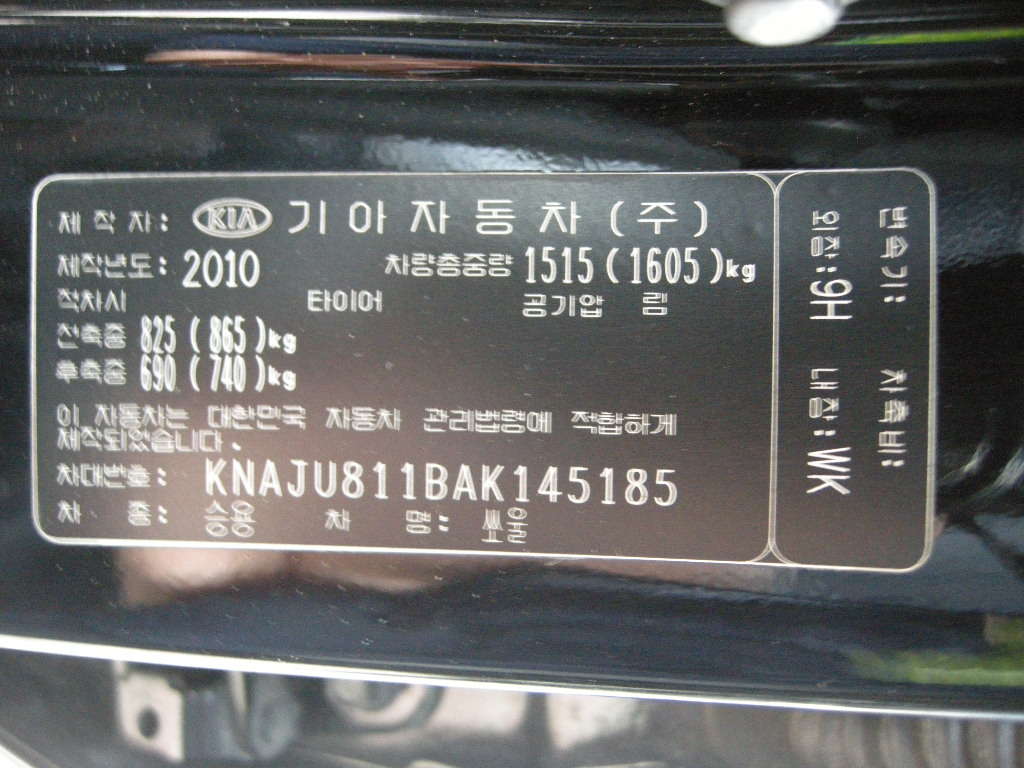 제 작 자: KIA 기아자동차(주)
제작년도: 2010 차량총중량 1515(1605)kg
적차시 타이어 공기압 림
전축중 825 (865)kg
후축중 690 (740)kg
이 자동차는 대한민국 자동차 관리법령에 적합하게
제작되었습니다.
차대번호: KNAJU811BAK145185
차 종: 승용 차 명: 쏘울
변속기: 차축비:
외장:9H 내장:WK